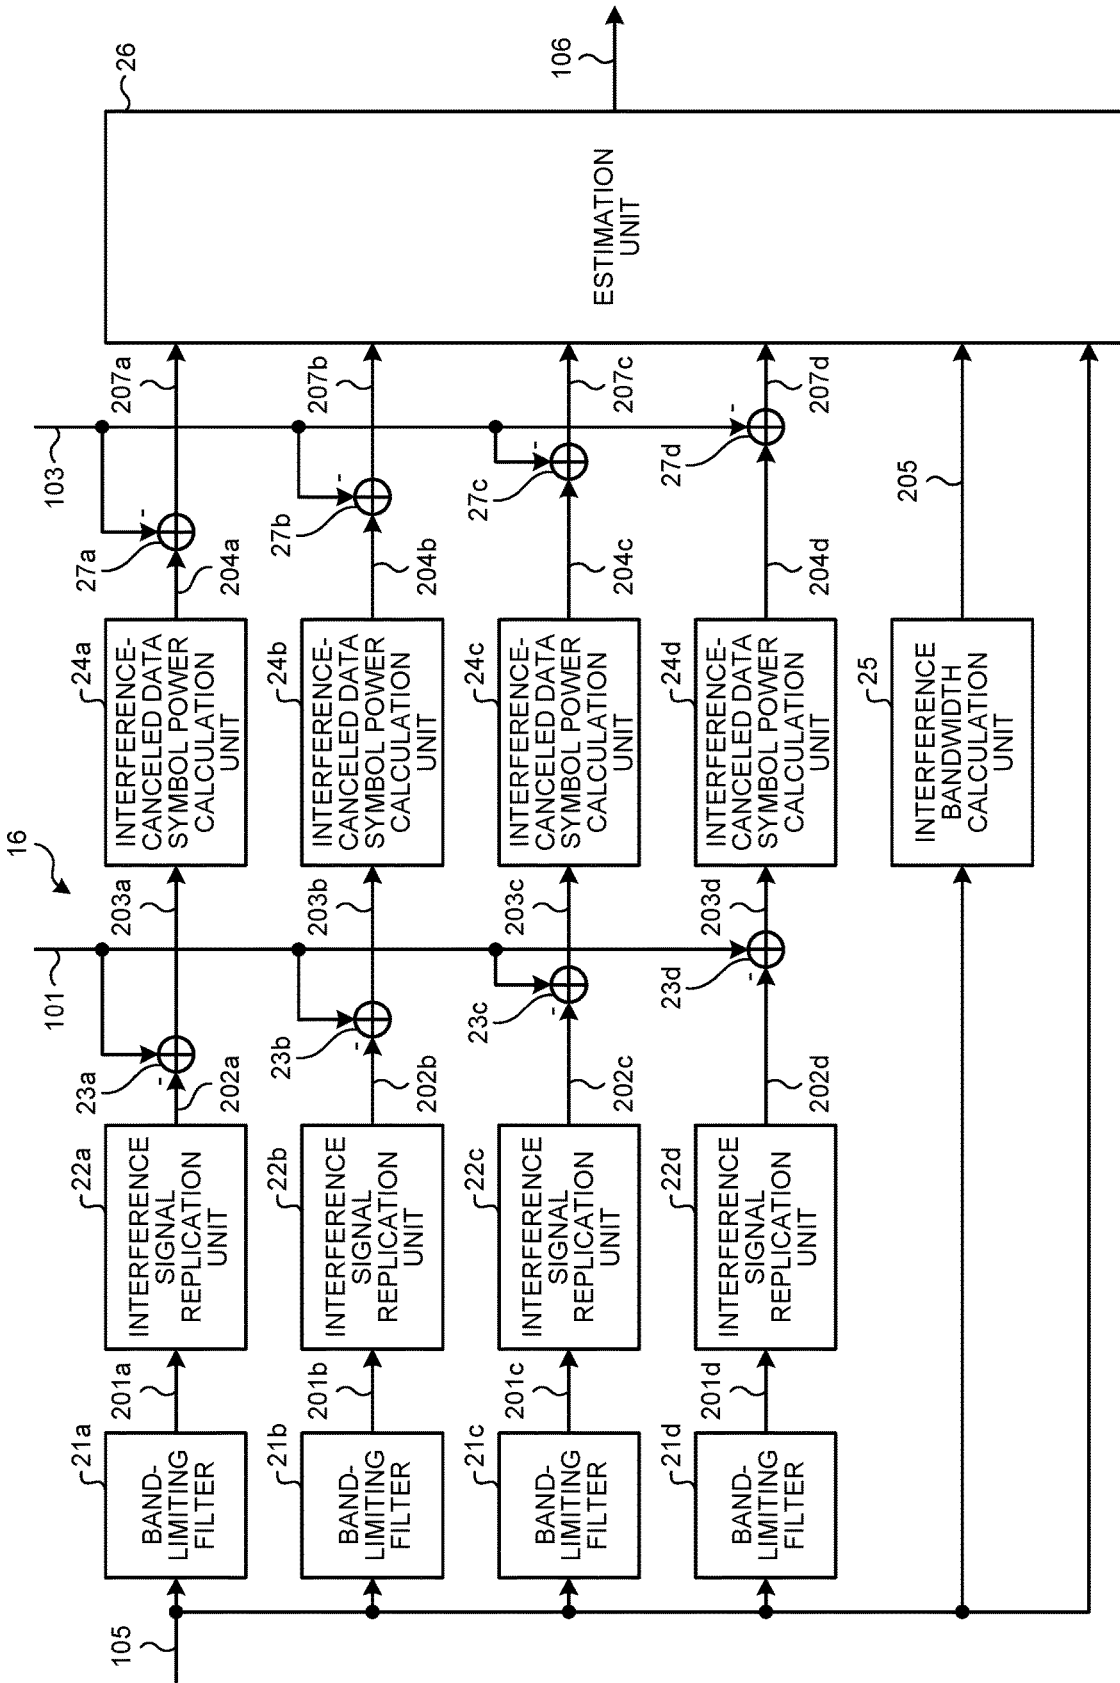 16
101
103
105
21a
BAND-
LIMITING
FILTER
201a
22a
INTERFERENCE
SIGNAL
REPLICATION
UNIT
202a
23a
-
203a
24a
INTERFERENCE-
CANCELED DATA
SYMBOL POWER
CALCULATION
UNIT
204a
27a
-
207a
21b
BAND-
LIMITING
FILTER
201b
22b
INTERFERENCE
SIGNAL
REPLICATION
UNIT
202b
23b
-
203b
24b
INTERFERENCE-
CANCELED DATA
SYMBOL POWER
CALCULATION
UNIT
204b
27b
-
207b
21c
BAND-
LIMITING
FILTER
201c
22c
INTERFERENCE
SIGNAL
REPLICATION
UNIT
202c
23c
-
203c
24c
INTERFERENCE-
CANCELED DATA
SYMBOL POWER
CALCULATION
UNIT
204c
27c
-
207c
21d
BAND-
LIMITING
FILTER
201d
22d
INTERFERENCE
SIGNAL
REPLICATION
UNIT
202d
23d
-
203d
24d
INTERFERENCE-
CANCELED DATA
SYMBOL POWER
CALCULATION
UNIT
204d
27d
-
207d
25
INTERFERENCE
BANDWIDTH
CALCULATION
UNIT
205
26
ESTIMATION
UNIT
106